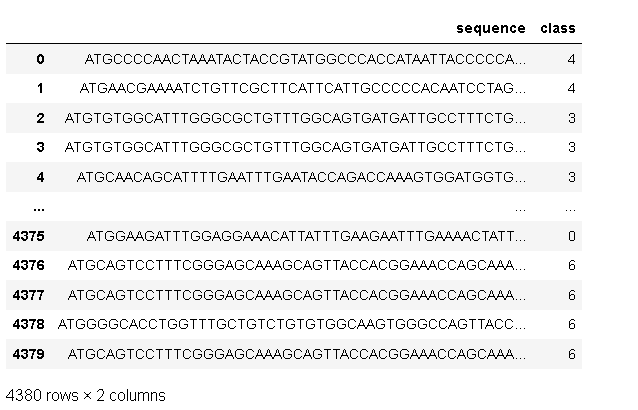 sequence class
0 ATGCCCCAACTAAATACTACCGTATGGCCCACCATAATTACCCCCA... 4
1 ATGAACGAAAATCTGTTCGCTTCATTCATTGCCCCCACAATCCTAG... 4
2 ATGTGTGGCATTTGGGCGCTGTTTGGCAGTGATGATTGCCTTTCTG... 3
3 ATGTGTGGCATTTGGGCGCTGTTTGGCAGTGATGATTGCCTTTCTG... 3
4 ATGCAACAGCATTTTGAATTTGAATACCAGACCAAAGTGGATGGTG... 3
... ... ...
4375 ATGGAAGATTTGGAGGAAACATTATTTGAAGAATTTGAAAACTATT... 0
4376 ATGCAGTCCTTTCGGGAGCAAAGCAGTTACCACGGAAACCAGCAAA... 6
4377 ATGCAGTCCTTTCGGGAGCAAAGCAGTTACCACGGAAACCAGCAAA... 6
4378 ATGGGGCACCTGGTTTGCTGTCTGTGTGGCAAGTGGGCCAGTTACC... 6
4379 ATGCAGTCCTTTCGGGAGCAAAGCAGTTACCACGGAAACCAGCAAA... 6
4380 rows × 2 columns